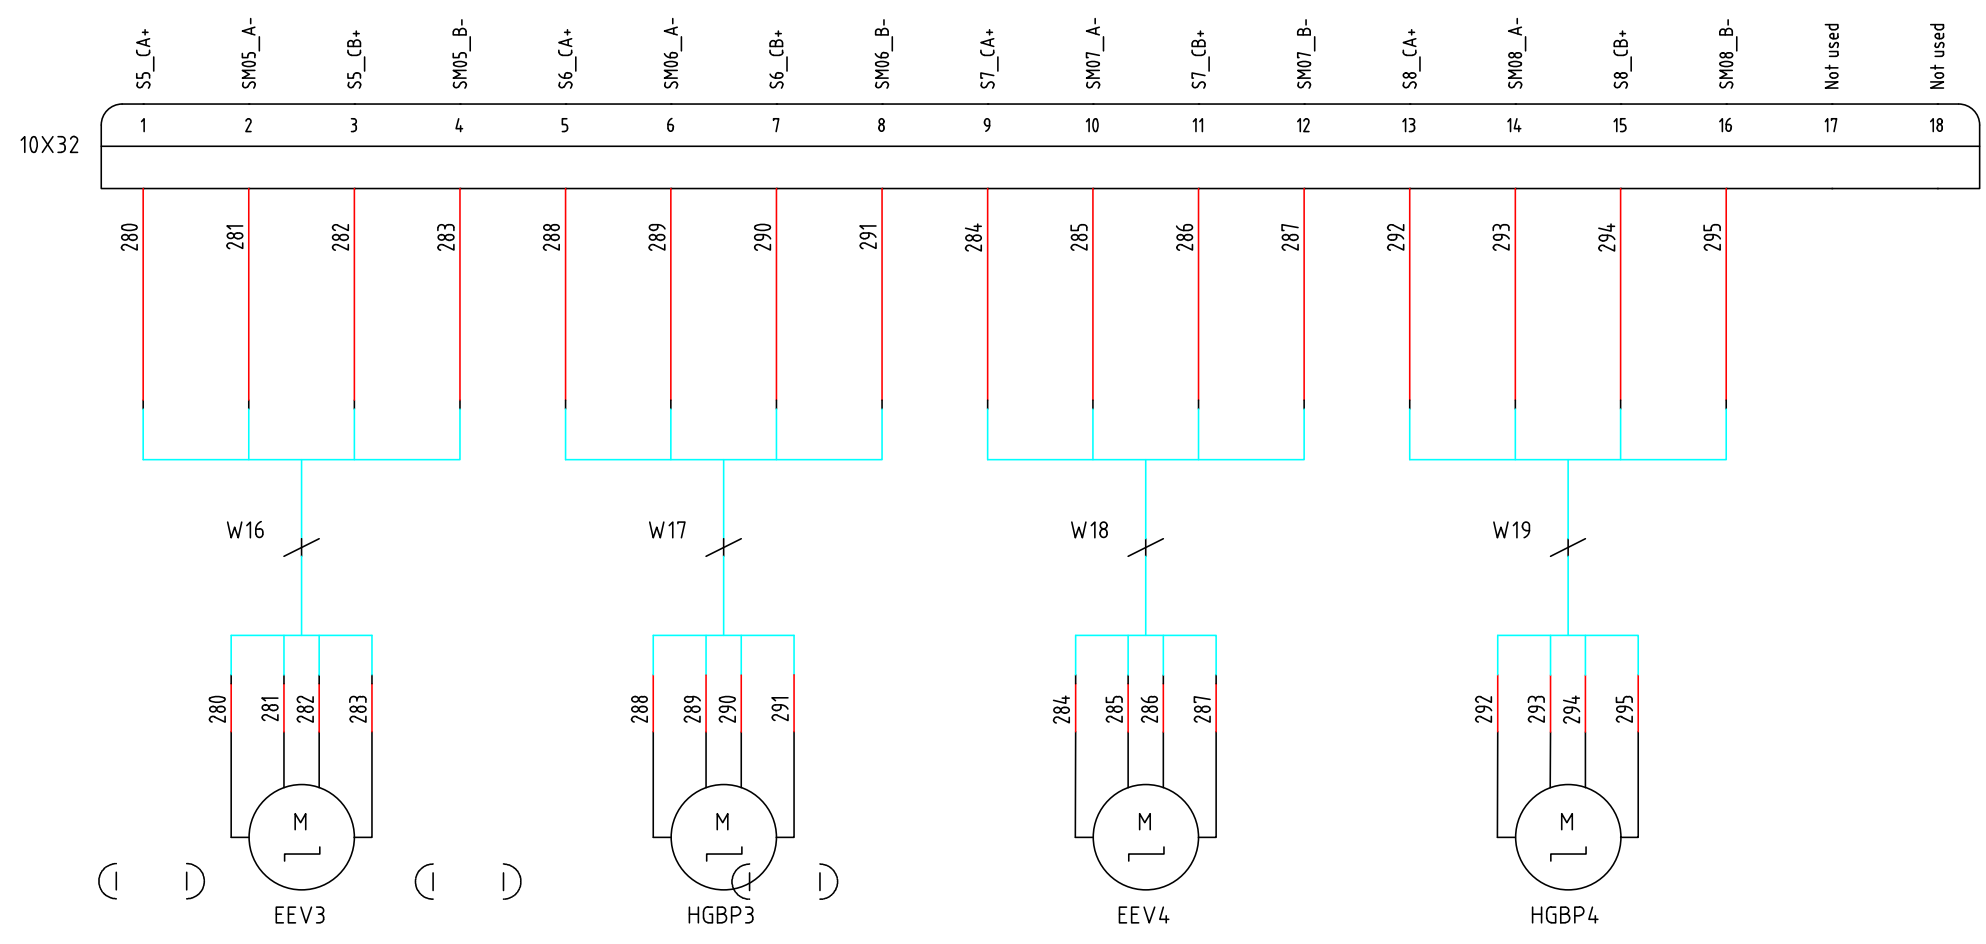 S5_CA+ SM05_A- S5_CB+ SM05_B- S6_CA+ SM06_A- S6_CB+ SM06_B- S7_CA+ SM07_A- S7_CB+ SM07_B- S8_CA+ SM08_A- S8_CB+ SM08_B- Not used Not used
1 2 3 4 5 6 7 8 9 10 11 12 13 14 15 16 17 18
10X32
280 281 282 283 288 289 290 291 284 285 286 287 292 293 294 295
W16 W17 W18 W19
280 281 282 283 288 289 290 291 284 285 286 287 292 293 294 295
M M M M
EEV3 HGBP3 EEV4 HGBP4